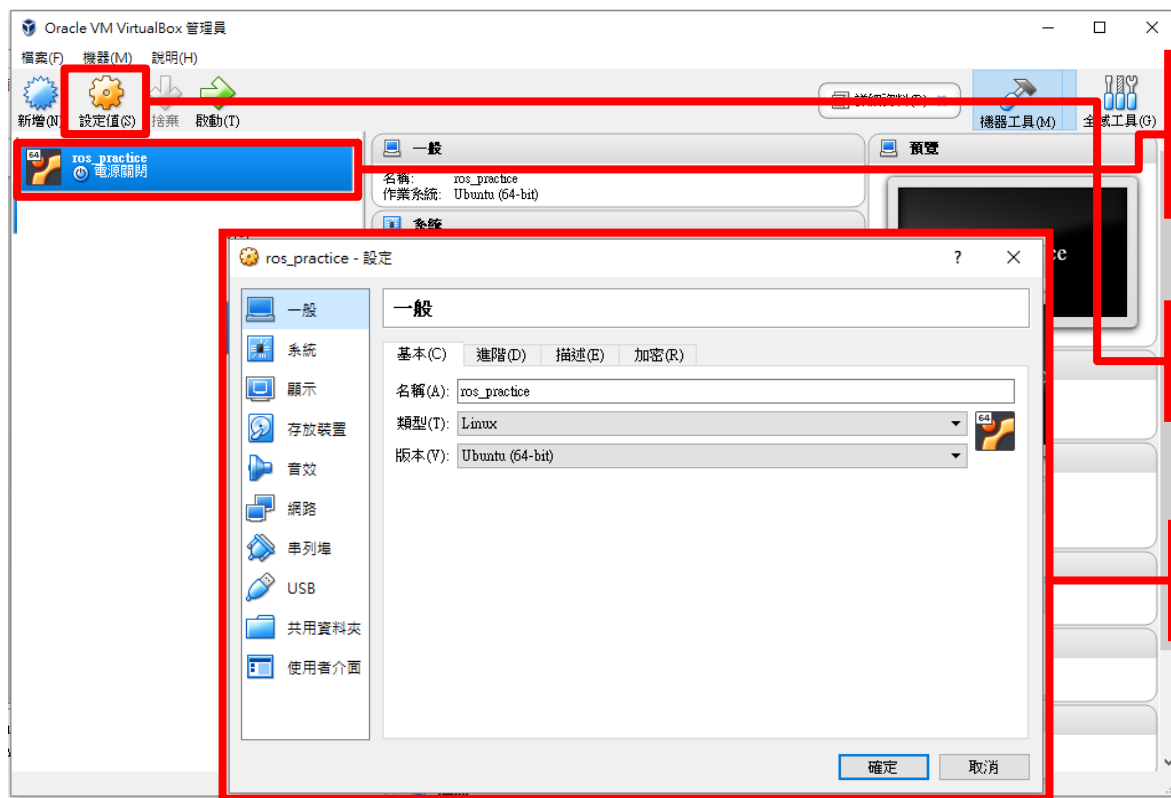 Oracle VM VirtualBox 管理員
檔案(F) 機器(M) 說明(H)
新增(N) 設定值(S) 捨棄 啟動(T)
機器工具(M) 全域工具(G)
64
ros_practice
電源關閉
一般
名稱: ros_practice
作業系統: Ubuntu (64-bit)
系統
預覽
ros_practice - 設定
?
一般
系統
顯示
存放裝置
音效
網路
串列埠
USB
共用資料夾
使用者介面
一般
基本(C) 進階(D) 描述(E) 加密(R)
名稱(A): ros_practice
類型(T): Linux
64
版本(V): Ubuntu (64-bit)
確定 取消